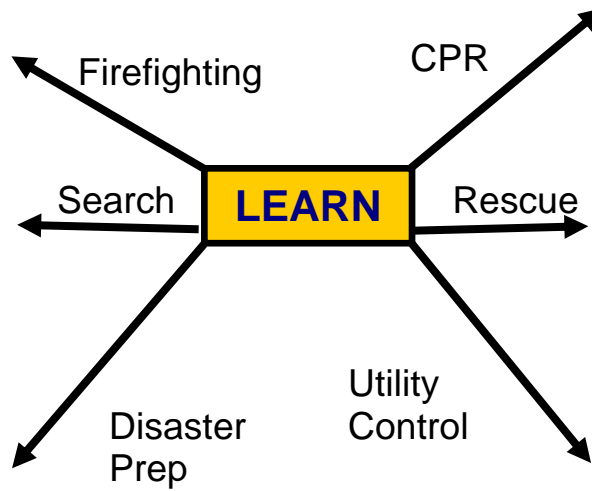 CPR
Firefighting
Search
LEARN
Rescue
Utility
Control
Disaster
Prep